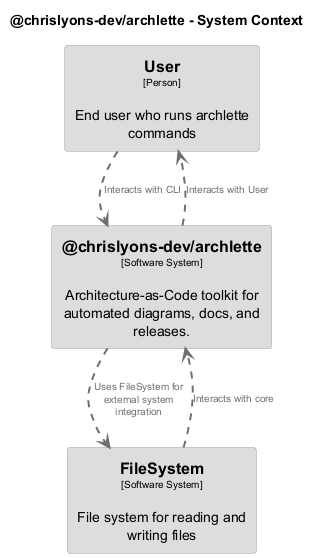 @chrislyons-dev/archlette - System Context
User
[Person]
End user who runs archlette
commands
Interacts with CLI
Interacts with User
@chrislyons-dev/archlette
[Software System]
Architecture-as-Code toolkit for
automated diagrams, docs, and
releases.
Uses FileSystem for
external system
integration
Interacts with core
FileSystem
[Software System]
File system for reading and
writing files